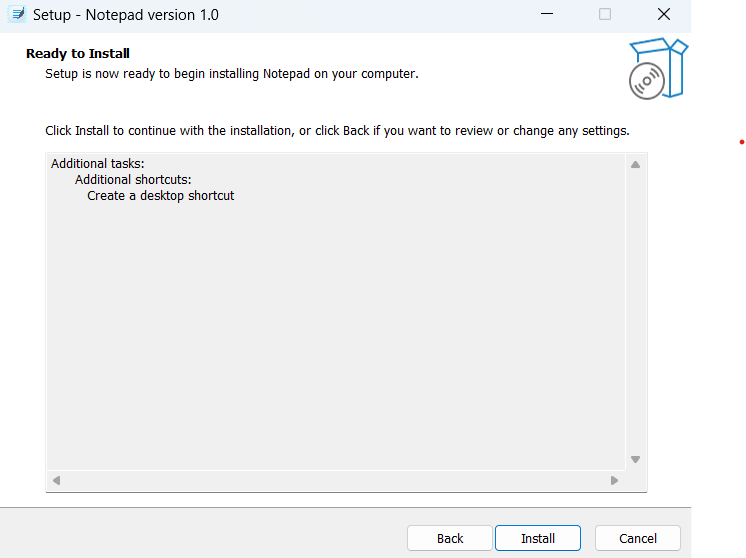 Setup - Notepad version 1.0
Ready to Install
Setup is now ready to begin installing Notepad on your computer.
Click Install to continue with the installation, or click Back if you want to review or change any settings.
Additional tasks:
Additional shortcuts:
Create a desktop shortcut
Back Install Cancel